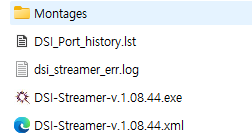 Montages
DSI_Port_history.lst
dsi_streamer_err.log
DSI-Streamer-v.1.08.44.exe
DSI-Streamer-v.1.08.44.xml